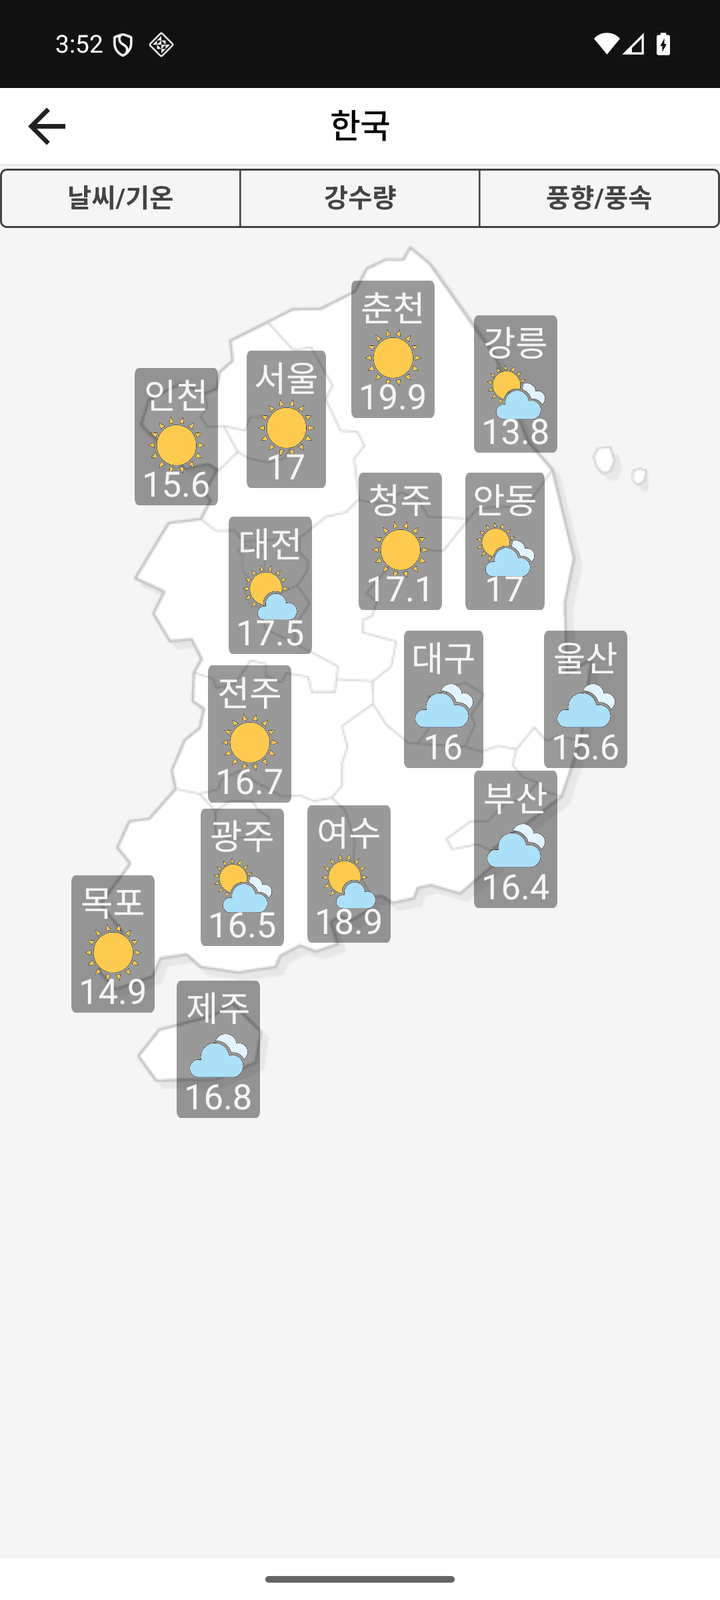 3:52
한국
날씨/기온
강수량
풍향/풍속
춘천
19.9
강릉
13.8
서울
17
인천
15.6
청주
17.1
안동
17
대전
17.5
대구
16
울산
15.6
전주
16.7
부산
16.4
여수
18.9
광주
16.5
목포
14.9
제주
16.8